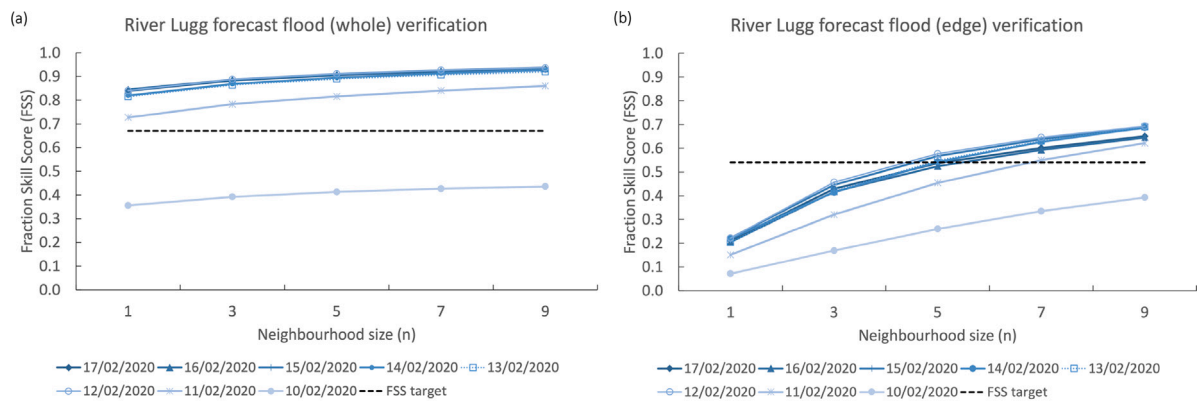 (a)
River Lugg forecast flood (whole) verification
Fraction Skill Score (FSS)
1.0
0.9
0.8
0.7
0.6
0.5
0.4
0.3
0.2
0.1
0.0
1 3 5 7 9
Neighbourhood size (n)
17/02/2020 16/02/2020 15/02/2020 14/02/2020 13/02/2020
12/02/2020 11/02/2020 10/02/2020 FSS target
(b)
River Lugg forecast flood (edge) verification
Fraction Skill Score (FSS)
1.0
0.9
0.8
0.7
0.6
0.5
0.4
0.3
0.2
0.1
0.0
1 3 5 7 9
Neighbourhood size (n)
17/02/2020 16/02/2020 15/02/2020 14/02/2020 13/02/2020
12/02/2020 11/02/2020 10/02/2020 FSS target